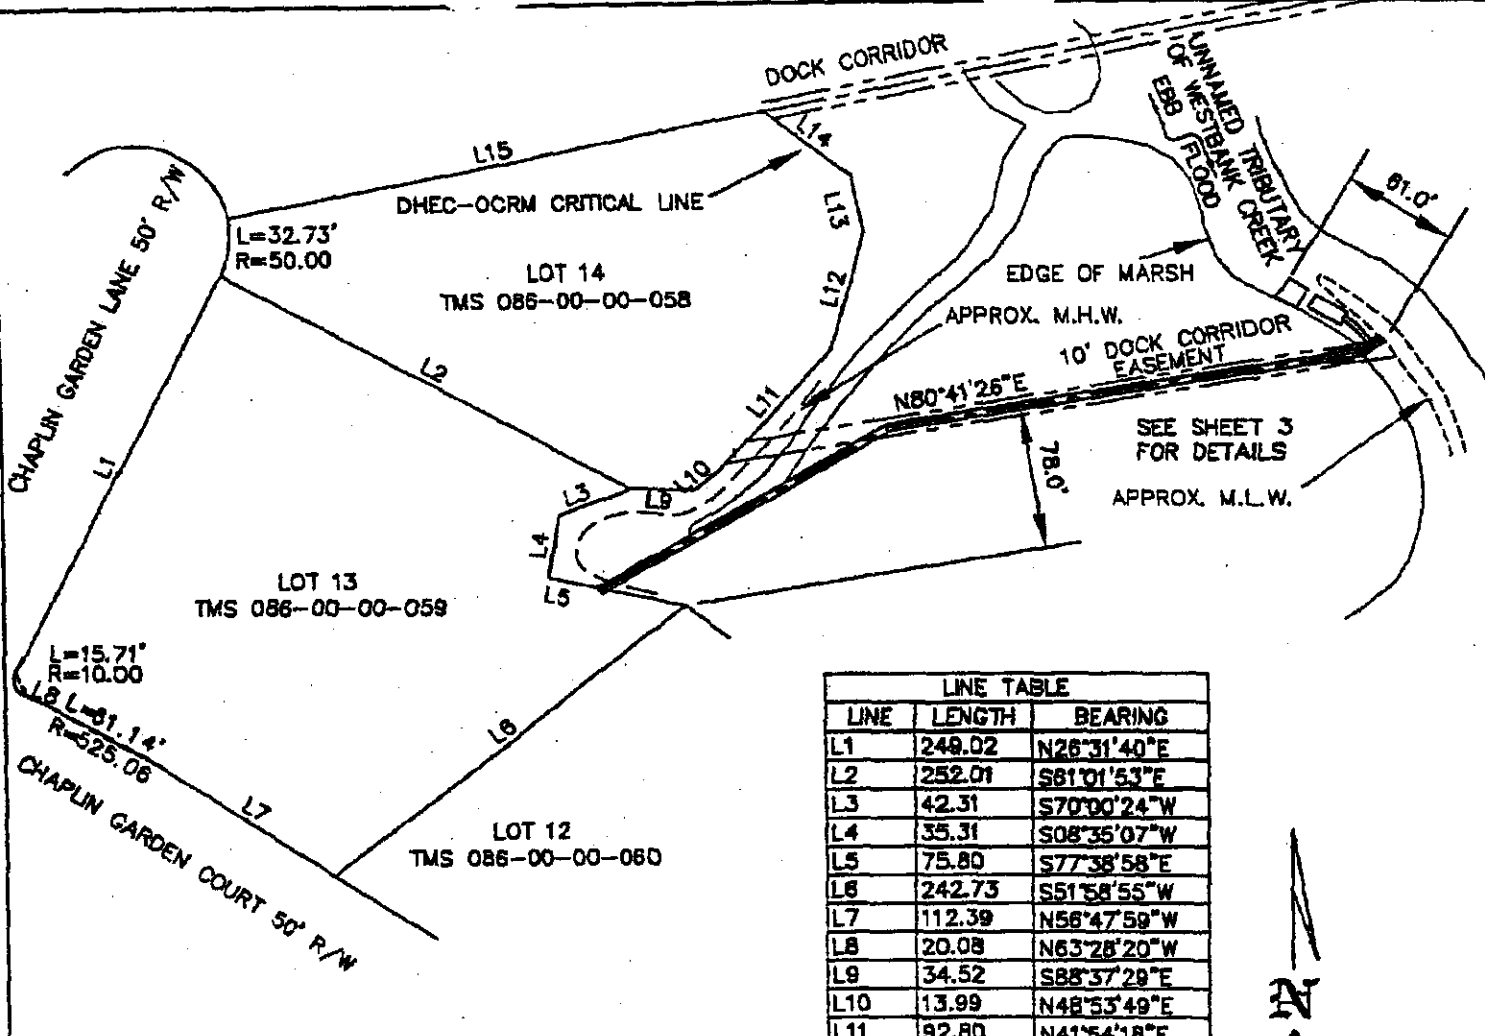 DOCK CORRIDOR
UNNAMED TRIBUTARY
OF WESTBANK CREEK
EBB FLOOD
61.0'
L14
L15
DHEC-OCRM CRITICAL LINE
L13
CHAPLIN GARDEN LANE 50' R/W
L=32.73'
R=50.00
LOT 14
TMS 086-00-00-058
L12
EDGE OF MARSH
APPROX. M.H.W.
10' DOCK CORRIDOR
EASEMENT
L2
L11
N80°41'26"E
SEE SHEET 3
FOR DETAILS
78.0'
APPROX. M.L.W.
L1
L10
L3
L9
L4
L5
LOT 13
TMS 086-00-00-059
L=15.71'
R=10.00
L8
L=61.14'
R=525.06
L6
L7
CHAPLIN GARDEN COURT 50' R/W
LOT 12
TMS 086-00-00-060
LINE TABLE
LINE LENGTH BEARING
L1 249.02 N26°31'40"E
L2 252.01 S61°01'53"E
L3 42.31 S70°00'24"W
L4 35.31 S08°35'07"W
L5 75.80 S77°38'58"E
L6 242.73 S51°58'55"W
L7 112.39 N56°47'59"W
L8 20.08 N63°28'20"W
L9 34.52 S88°37'29"E
L10 13.99 N48°53'49"E
L11 92.80 N41°54'18"E
N